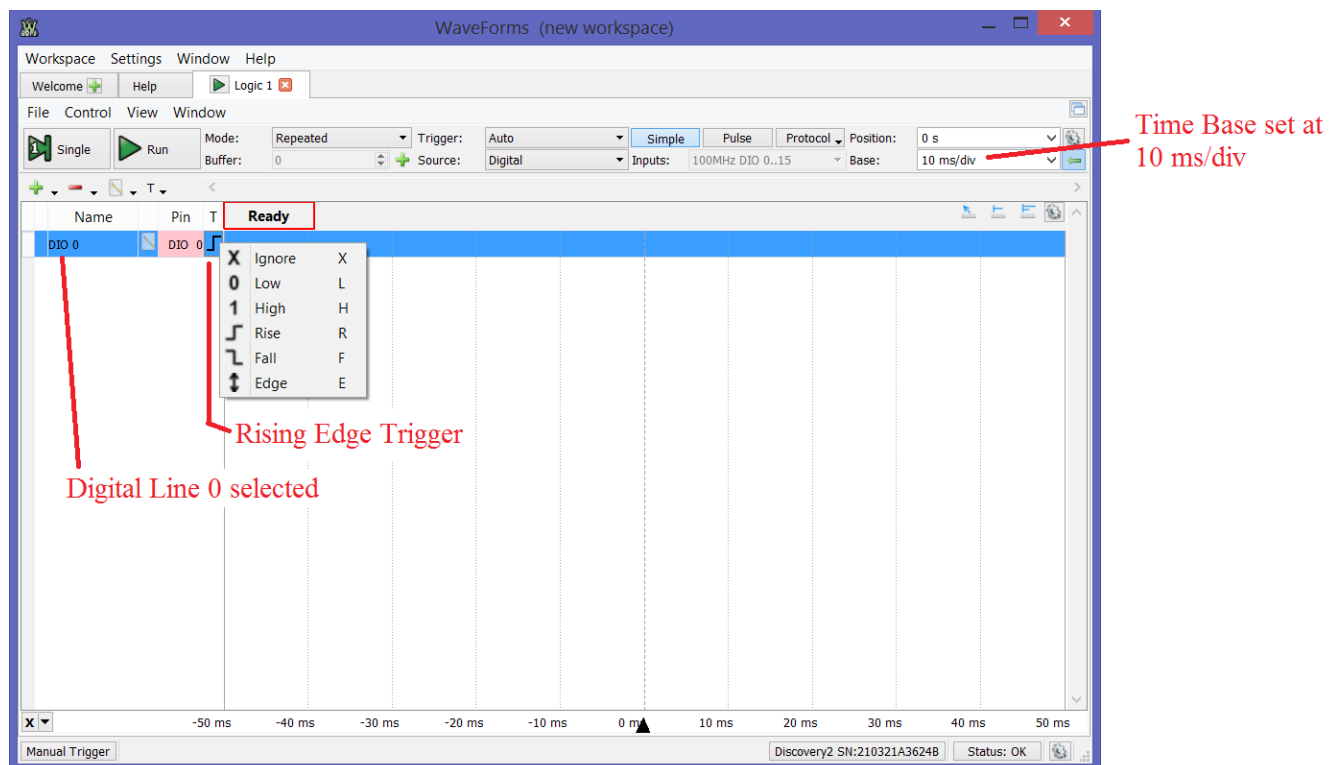 WaveForms (new workspace)
Workspace Settings Window Help
Welcome Help Logic 1
File Control View Window
Single Run Mode: Repeated Trigger: Auto Simple Pulse Protocol Position: 0 s
Buffer: 0 Source: Digital Inputs: 100MHz DIO 0..15 Base: 10 ms/div
Time Base set at
10 ms/div
T
Name Pin T Ready
DIO 0 DIO 0
X Ignore X
0 Low L
1 High H
Rise R
Fall F
Edge E
Rising Edge Trigger
Digital Line 0 selected
X -50 ms -40 ms -30 ms -20 ms -10 ms 0 ms 10 ms 20 ms 30 ms 40 ms 50 ms
Manual Trigger Discovery2 SN:210321A3624B Status: OK